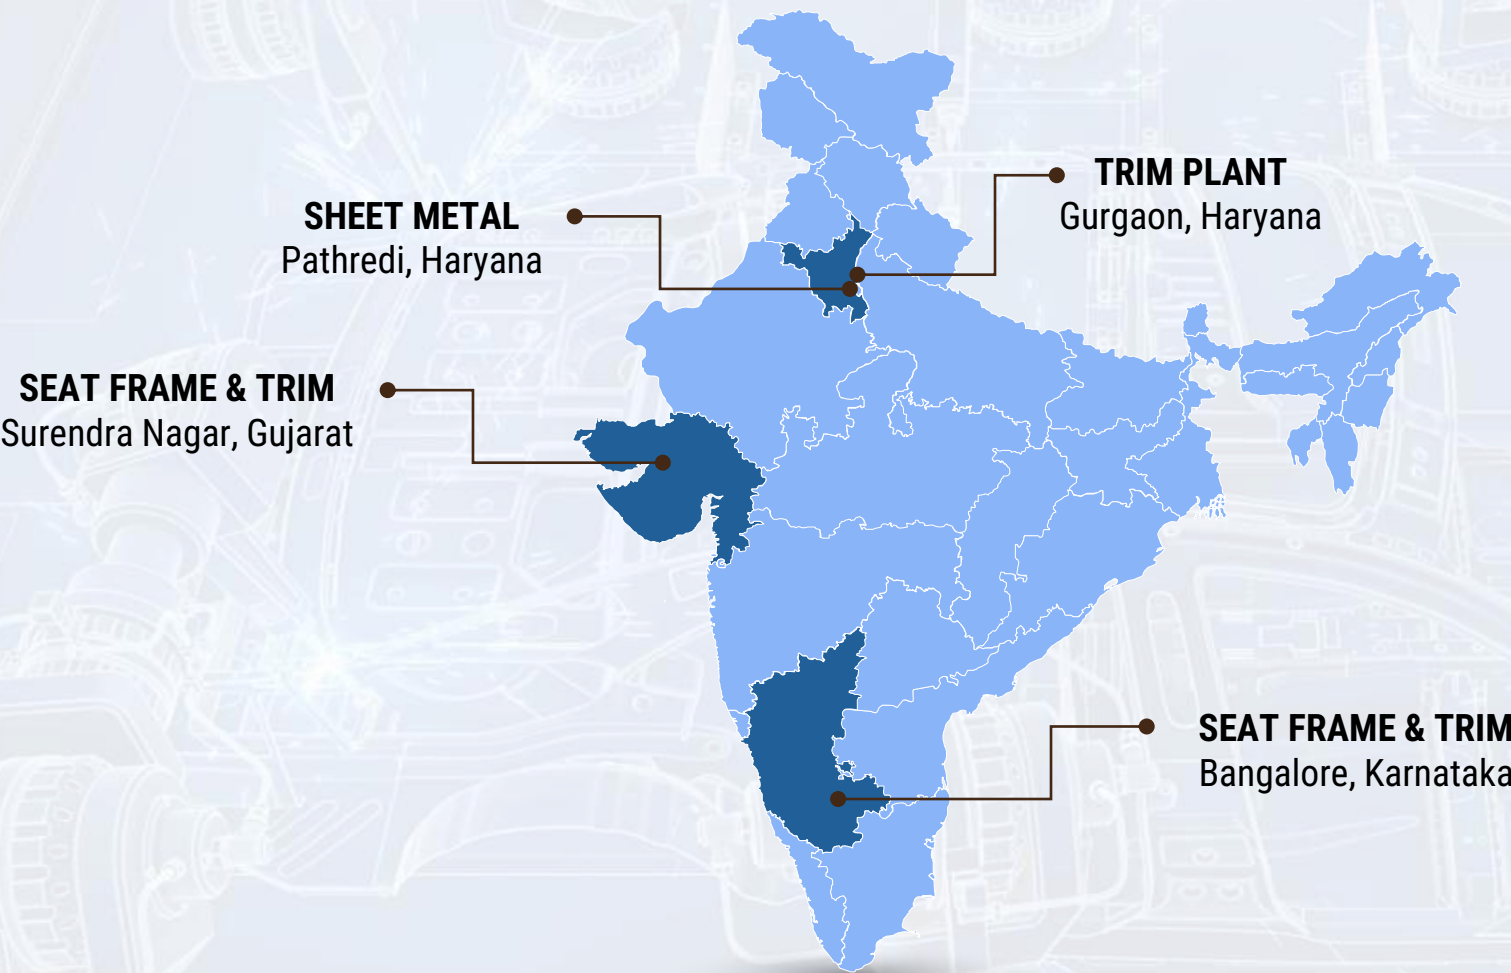 TRIM PLANT
Gurgaon, Haryana
SHEET METAL
Pathredi, Haryana
SEAT FRAME & TRIM
Surendra Nagar, Gujarat
SEAT FRAME & TRIM
Bangalore, Karnataka